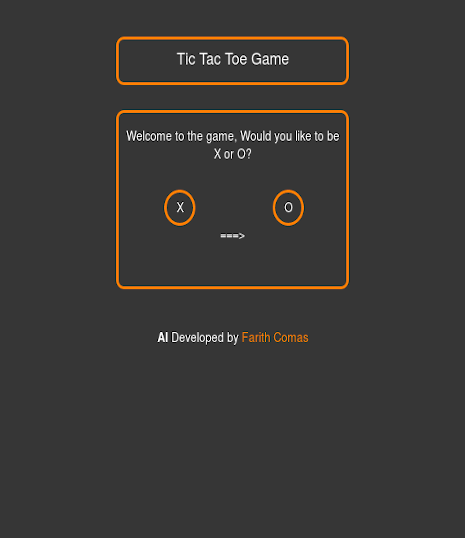 Tic Tac Toe Game
Welcome to the game, Would you like to be
X or O?
X
O
===>
AI Developed by Farith Comas